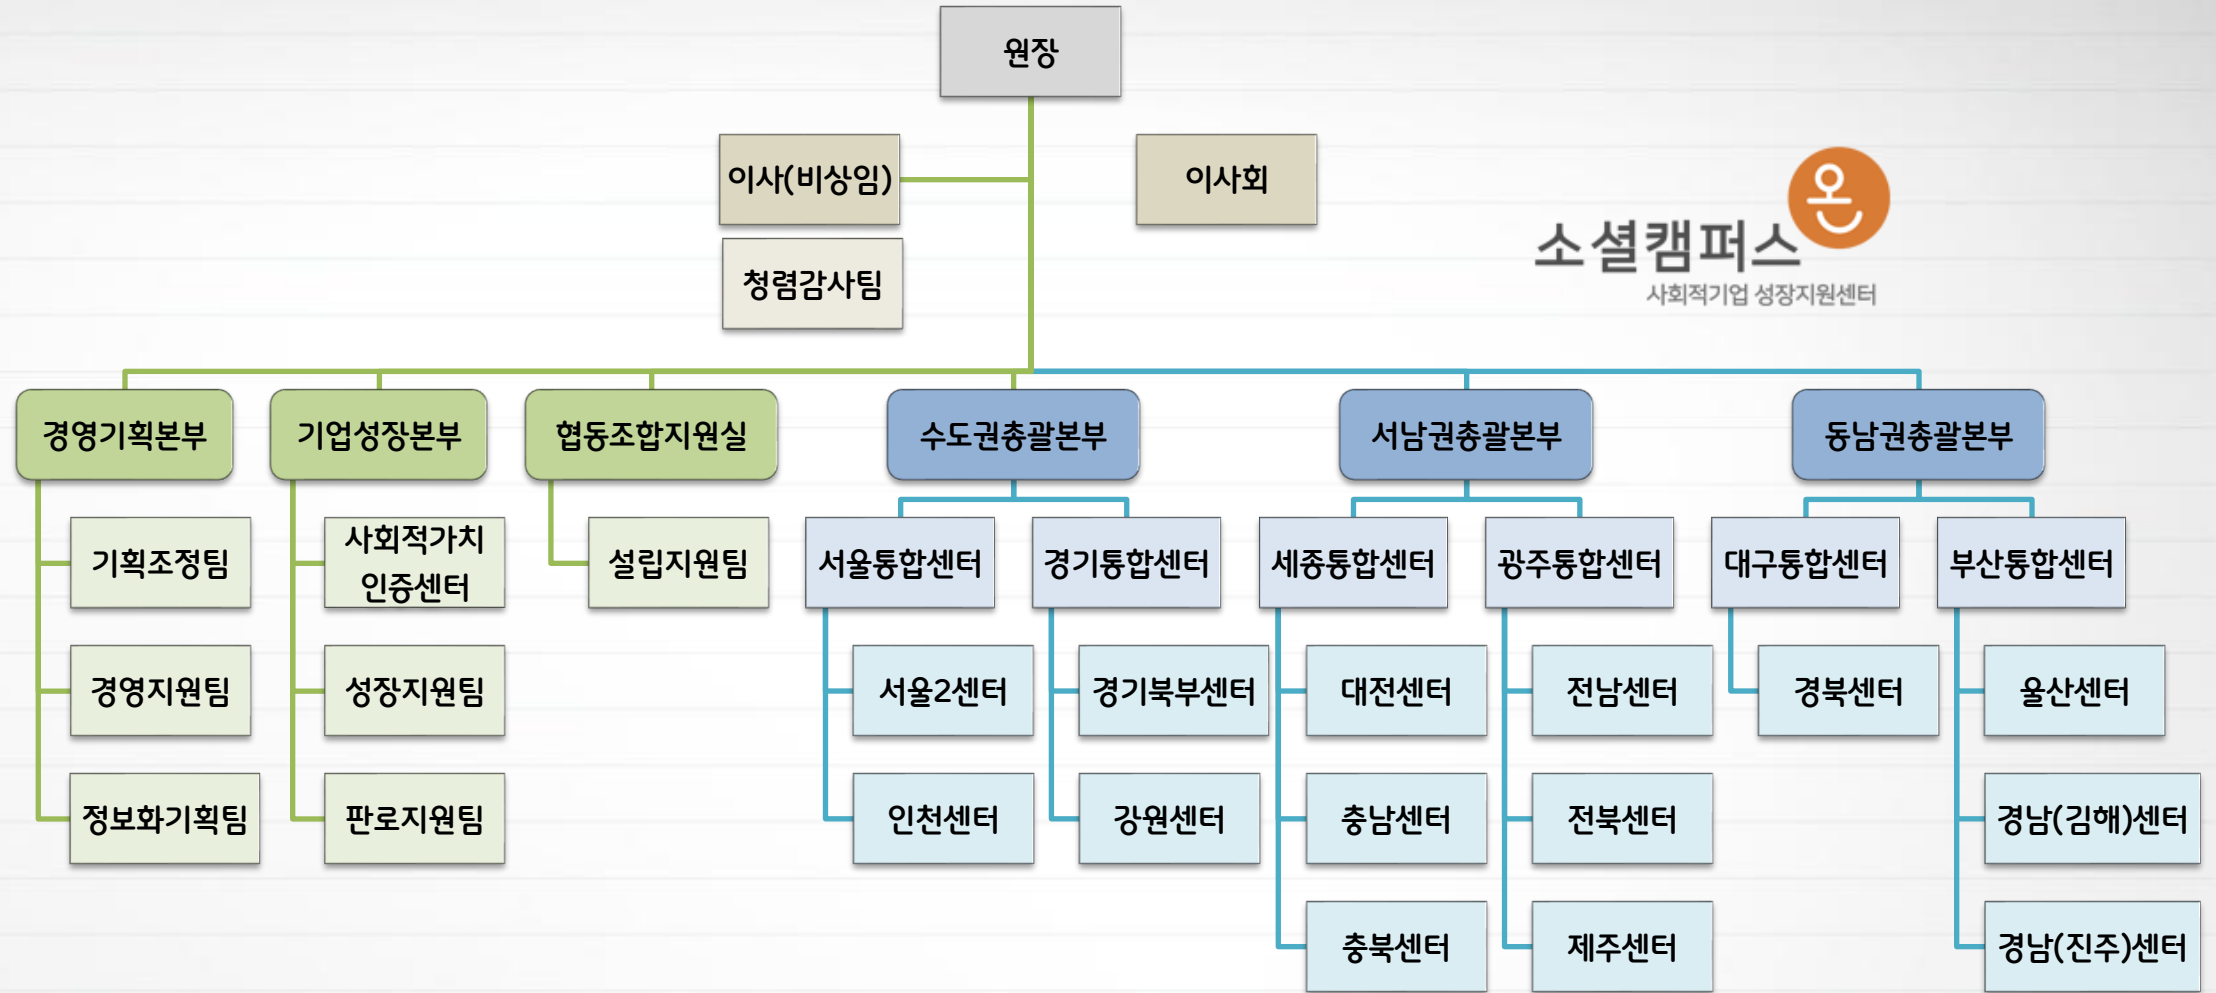 원장
이사(비상임)
이사회
청렴감사팀
온
소셜캠퍼스
사회적기업 성장지원센터
경영기획본부
기업성장본부
협동조합지원실
수도권총괄본부
서남권총괄본부
동남권총괄본부
기획조정팀
사회적가치
인증센터
설립지원팀
서울통합센터
경기통합센터
세종통합센터
광주통합센터
대구통합센터
부산통합센터
경영지원팀
성장지원팀
서울2센터
경기북부센터
대전센터
전남센터
경북센터
울산센터
정보화기획팀
판로지원팀
인천센터
강원센터
충남센터
전북센터
경남(김해)센터
충북센터
제주센터
경남(진주)센터